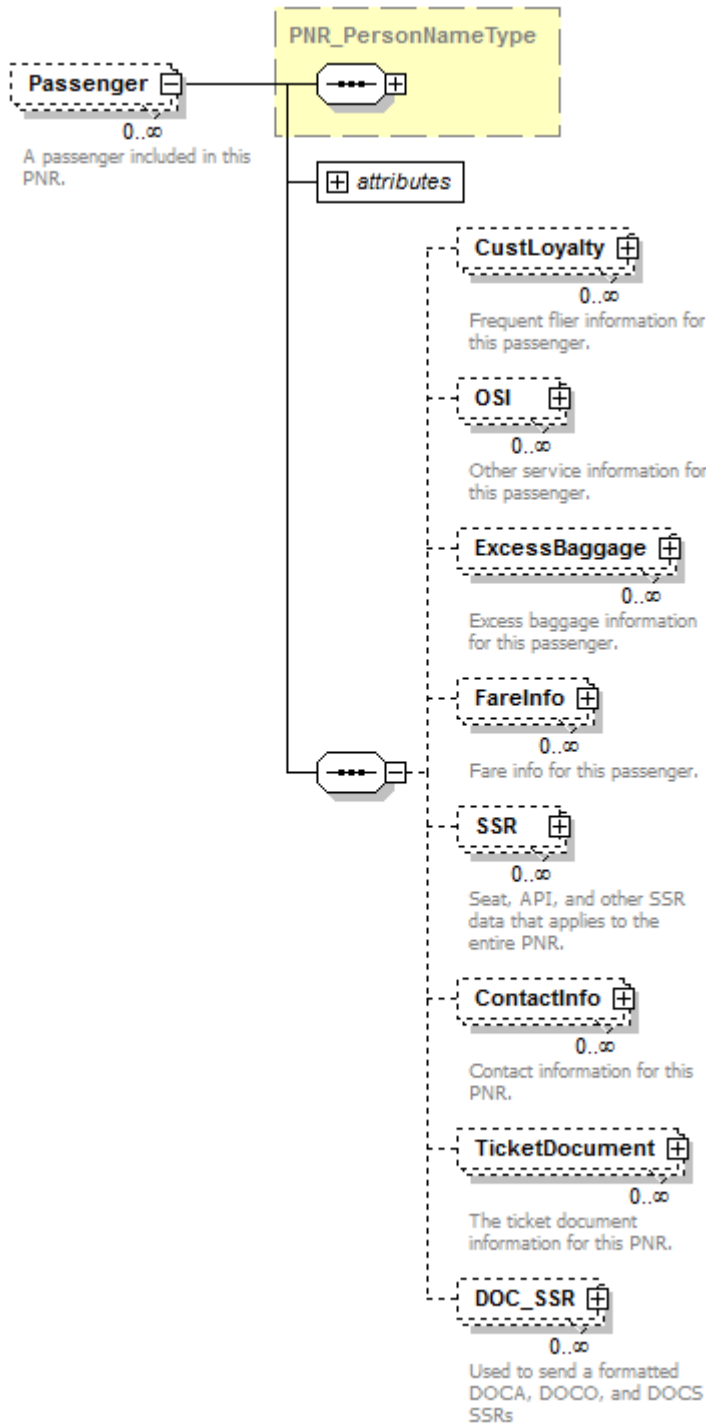 PNR_PersonNameType
Passenger
0..∞
A passenger included in this
PNR.
attributes
CustLoyalty
0..∞
Frequent flier information for
this passenger.
OSI
0..∞
Other service information for
this passenger.
ExcessBaggage
0..∞
Excess baggage information
for this passenger.
FareInfo
0..∞
Fare info for this passenger.
SSR
0..∞
Seat, API, and other SSR
data that applies to the
entire PNR.
ContactInfo
0..∞
Contact information for this
PNR.
TicketDocument
0..∞
The ticket document
information for this PNR.
DOC_SSR
0..∞
Used to send a formatted
DOCA, DOCO, and DOCS
SSRs